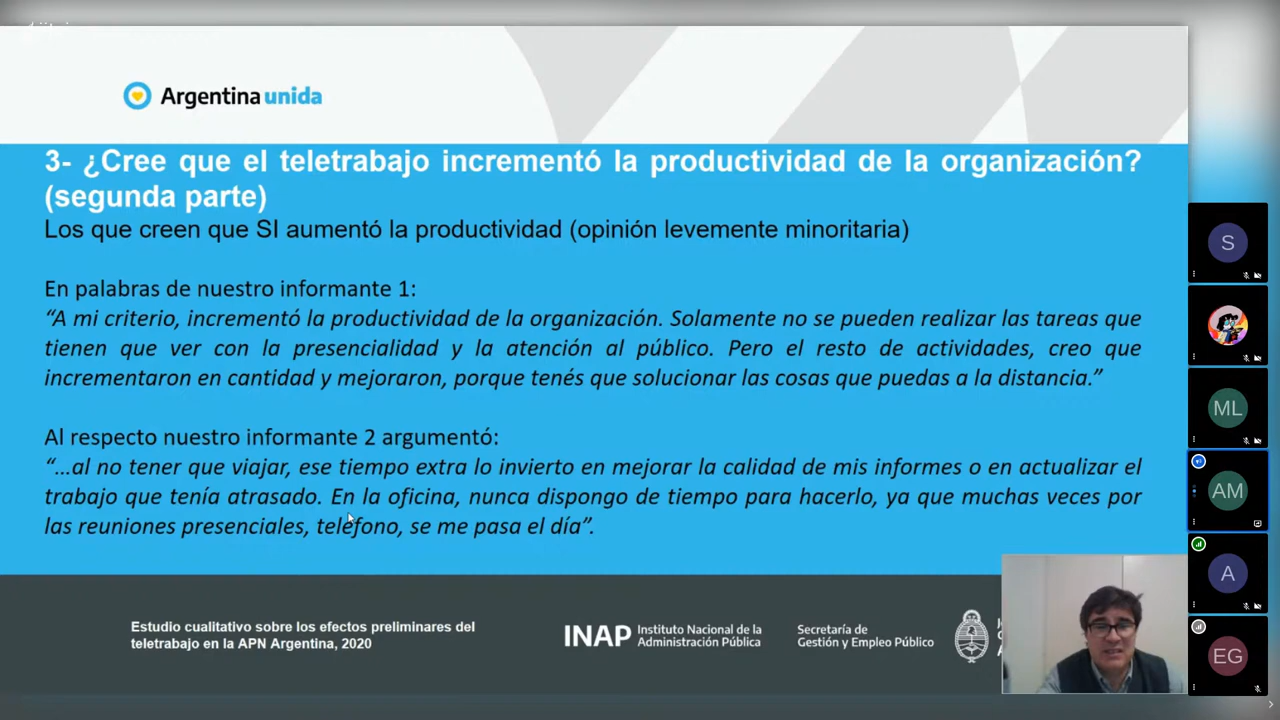 Argentina unida
3- ¿Cree que el teletrabajo incrementó la productividad de la organización?
(segunda parte)
Los que creen que SI aumentó la productividad (opinión levemente minoritaria)
En palabras de nuestro informante 1:
“A mi criterio, incrementó la productividad de la organización. Solamente no se pueden realizar las tareas que
tienen que ver con la presencialidad y la atención al público. Pero el resto de actividades, creo que
incrementaron en cantidad y mejoraron, porque tenés que solucionar las cosas que puedas a la distancia.”
Al respecto nuestro informante 2 argumentó:
“…al no tener que viajar, ese tiempo extra lo invierto en mejorar la calidad de mis informes o en actualizar el
trabajo que tenía atrasado. En la oficina, nunca dispongo de tiempo para hacerlo, ya que muchas veces por
las reuniones presenciales, teléfono, se me pasa el día”.
Estudio cualitativo sobre los efectos preliminares del
teletrabajo en la APN Argentina, 2020
INAP
Instituto Nacional de la
Administración Pública
Secretaría de
Gestión y Empleo Público
S
ML
AM
A
EG